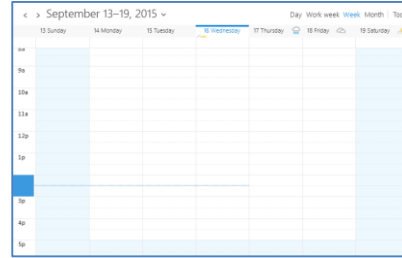 ‹ › September 13–19, 2015
Day Work week Week Month
13 Sunday 14 Monday 15 Tuesday 16 Wednesday 17 Thursday 18 Friday 19 Saturday
9a
10a
11a
12p
1p
3p
4p
5p